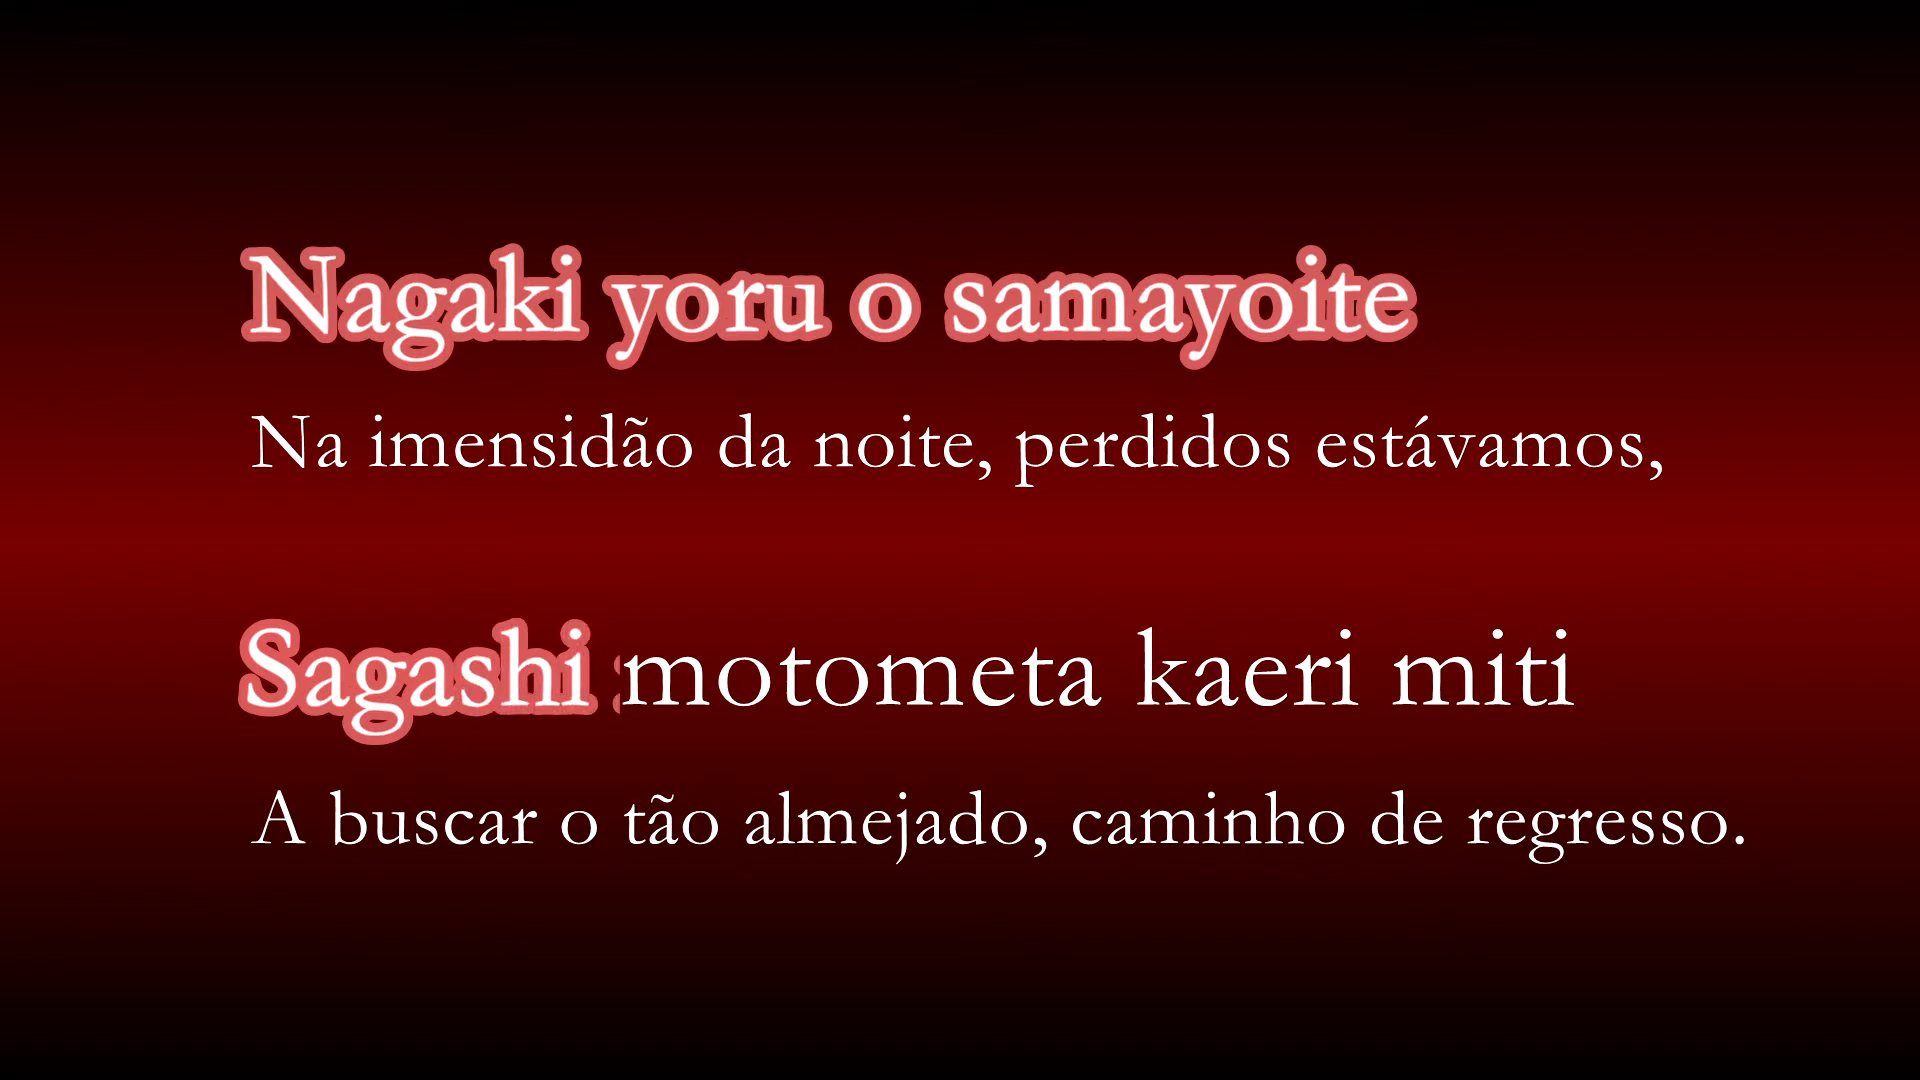 Nagaki yoru o samayoite
Na imensidão da noite, perdidos estávamos,
Sagashi motometa kaeri miti
A buscar o tão almejado, caminho de regresso.